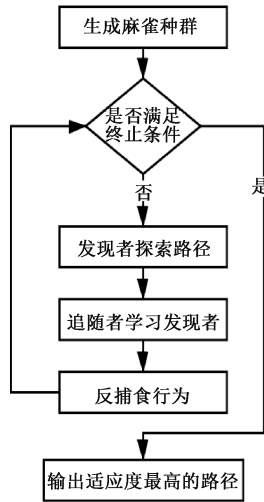 生成麻雀种群
是否满足
终止条件
否
是
发现者探索路径
追随者学习发现者
反捕食行为
输出适应度最高的路径